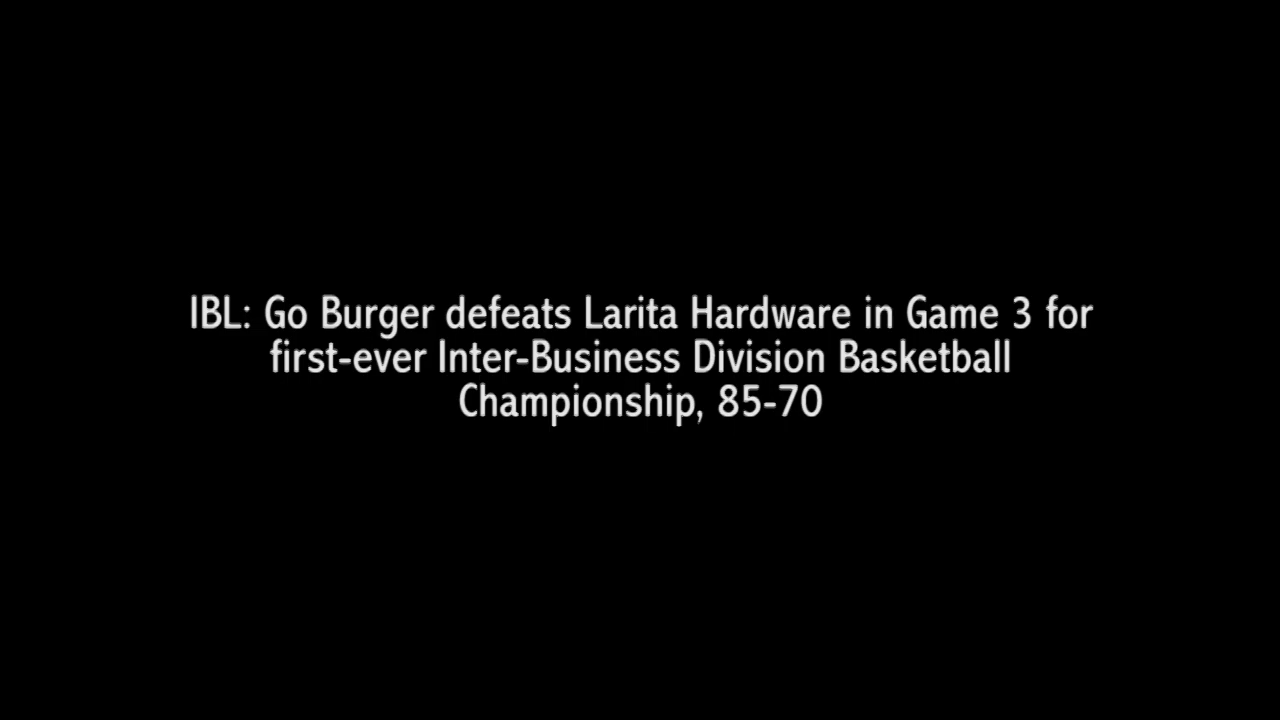 IBL: Go Burger defeats Larita Hardware in Game 3 for
first-ever Inter-Business Division Basketball
Championship, 85-70